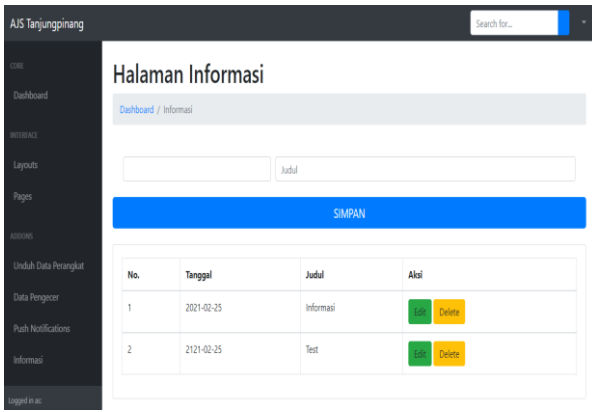 AJS Tanjungpinang
Search for...
CORE
Dashboard
INTERFACE
Layouts
Pages
ADDONS
Unduh Data Perangkat
Data Pengecer
Push Notifications
Informasi
Logged in as:
Halaman Informasi
Dashboard / Informasi
Judul
SIMPAN
No. Tanggal Judul Aksi
1 2021-02-25 Informasi Edit Delete
2 2121-02-25 Test Edit Delete